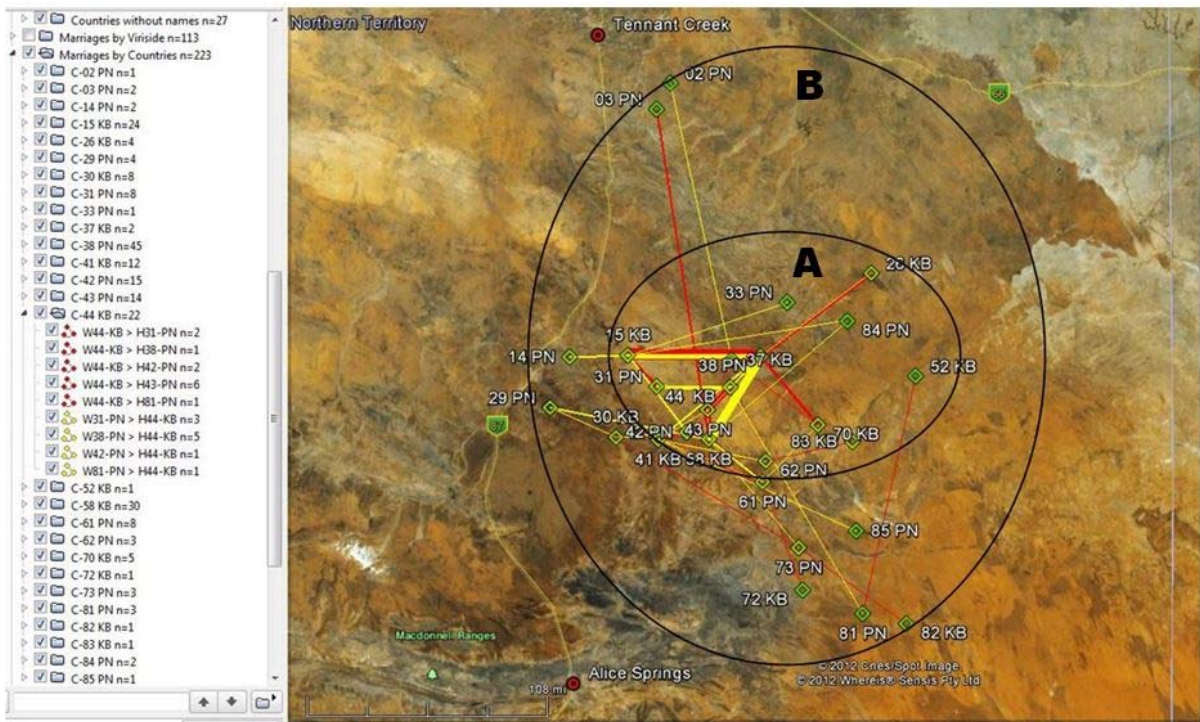 Countries without names n=27
Marriages by Viriside n=113
Marriages by Countries n=223
C-02 PN n=1
C-03 PN n=2
C-14 PN n=2
C-15 KB n=24
C-26 KB n=4
C-29 PN n=4
C-30 KB n=8
C-31 PN n=8
C-33 PN n=1
C-37 KB n=2
C-38 PN n=45
C-41 KB n=12
C-42 PN n=15
C-43 PN n=14
C-44 KB n=22
W44-KB > H31-PN n=2
W44-KB > H38-PN n=1
W44-KB > H42-PN n=2
W44-KB > H43-PN n=6
W44-KB > H81-PN n=1
W31-PN > H44-KB n=3
W38-PN > H44-KB n=5
W42-PN > H44-KB n=1
W81-PN > H44-KB n=1
C-52 KB n=1
C-58 KB n=30
C-61 PN n=8
C-62 PN n=3
C-70 KB n=5
C-72 KB n=1
C-73 PN n=3
C-81 PN n=3
C-82 KB n=1
C-83 KB n=1
C-84 PN n=2
C-85 PN n=1
Northern Territory
Tennant Creek
02 PN
B
66
03 PN
A
26 KB
33 PN
84 PN
15 KB
14 PN
38 PN
37 KB
52 KB
31 PN
29 PN
44 KB
30 KB
87
42 PN
43 PN
83 KB
70 KB
41 KB
58 KB
62 PN
61 PN
85 PN
73 PN
72 KB
81 PN
82 KB
Macdonnell Ranges
Alice Springs
108 mi
© 2012 Cnes/Spot Image
© 2012 Whereis® Sensis Pty Ltd